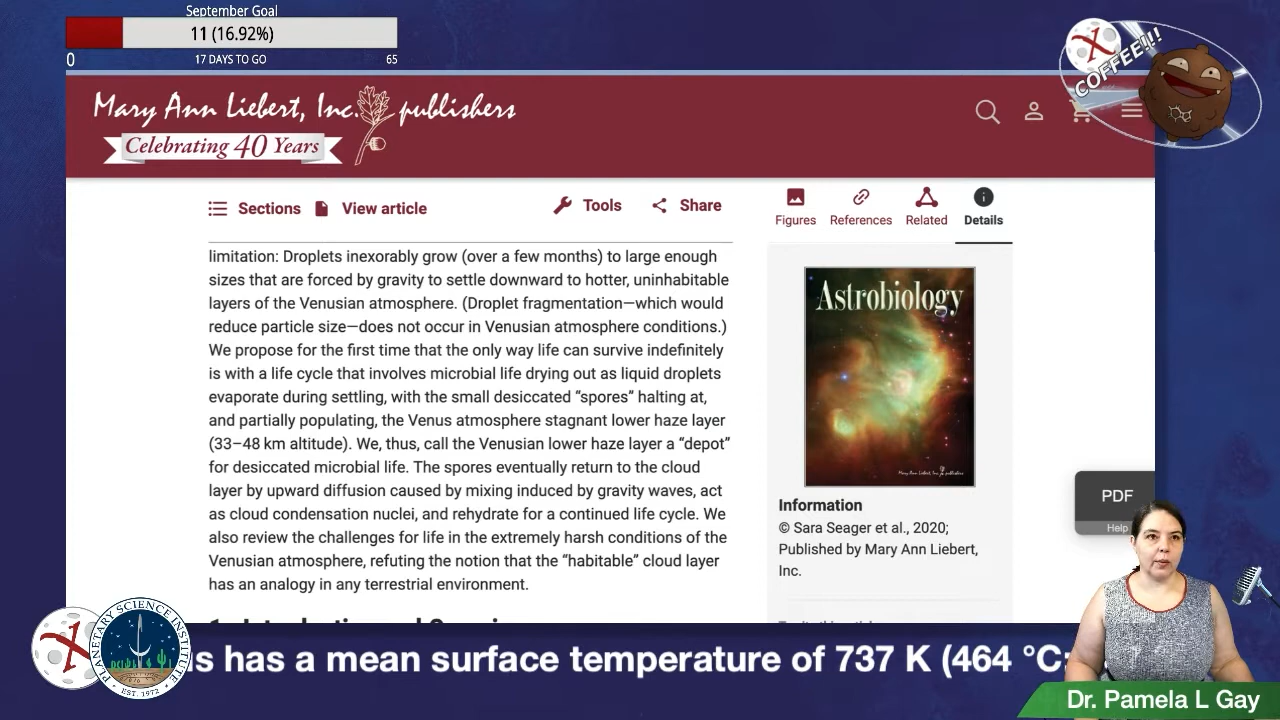 September Goal
11 (16.92%)
0
17 DAYS TO GO
65
COFFEE!!!
Mary Ann Liebert, Inc. publishers
Celebrating 40 Years
Sections
View article
Tools
Share
Figures
References
Related
Details
limitation: Droplets inexorably grow (over a few months) to large enough
sizes that are forced by gravity to settle downward to hotter, uninhabitable
layers of the Venusian atmosphere. (Droplet fragmentation—which would
reduce particle size—does not occur in Venusian atmosphere conditions.)
We propose for the first time that the only way life can survive indefinitely
is with a life cycle that involves microbial life drying out as liquid droplets
evaporate during settling, with the small desiccated “spores” halting at,
and partially populating, the Venus atmosphere stagnant lower haze layer
(33–48 km altitude). We, thus, call the Venusian lower haze layer a “depot”
for desiccated microbial life. The spores eventually return to the cloud
layer by upward diffusion caused by mixing induced by gravity waves, act
as cloud condensation nuclei, and rehydrate for a continued life cycle. We
also review the challenges for life in the extremely harsh conditions of the
Venusian atmosphere, refuting the notion that the “habitable” cloud layer
has an analogy in any terrestrial environment.
Astrobiology
Mary Ann Liebert, Inc. publishers
Information
© Sara Seager et al., 2020;
Published by Mary Ann Liebert,
Inc.
PDF
Help
PLANETARY SCIENCE INSTITUTE
EST. 1972
s has a mean surface temperature of 737 K (464 °C;
Dr. Pamela L Gay